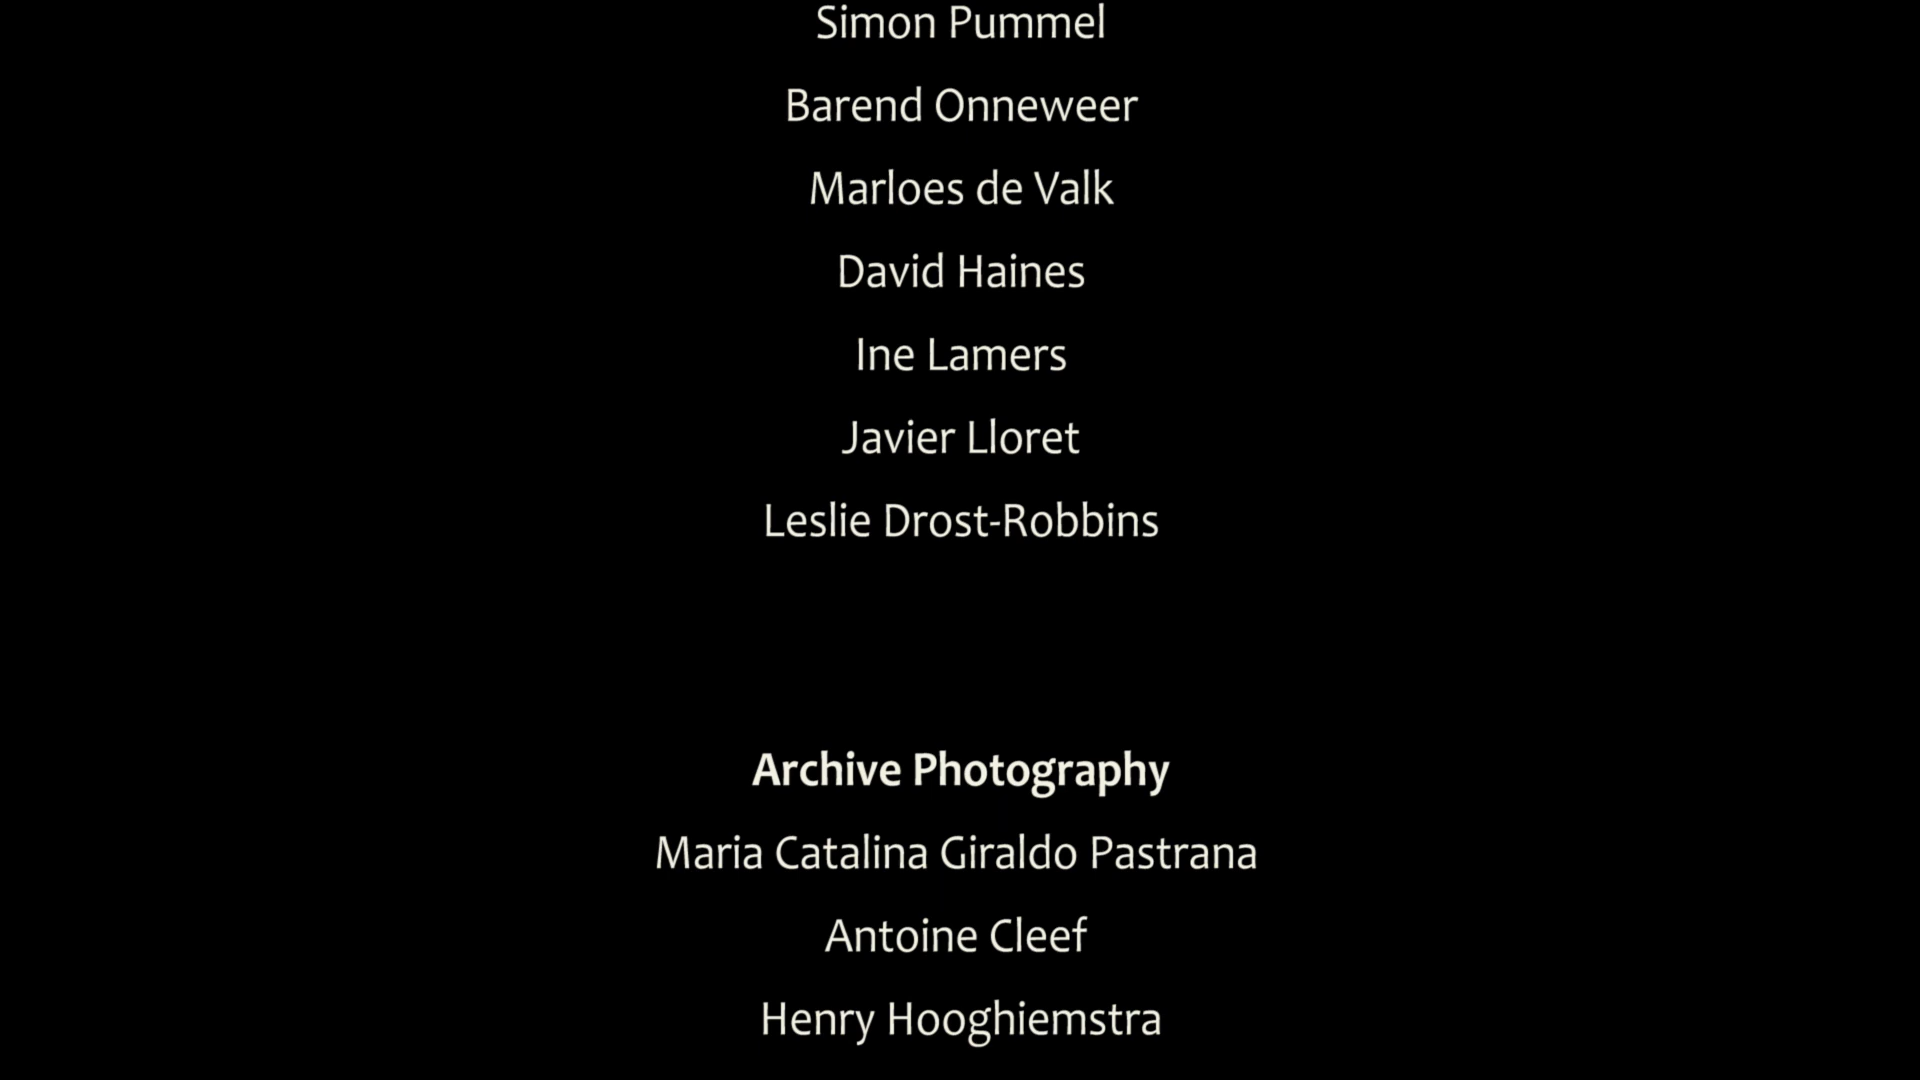 Simon Pummel
Barend Onneweer
Marloes de Valk
David Haines
Ine Lamers
Javier Lloret
Leslie Drost-Robbins
Archive Photography
Maria Catalina Giraldo Pastrana
Antoine Cleef
Henry Hooghiemstra